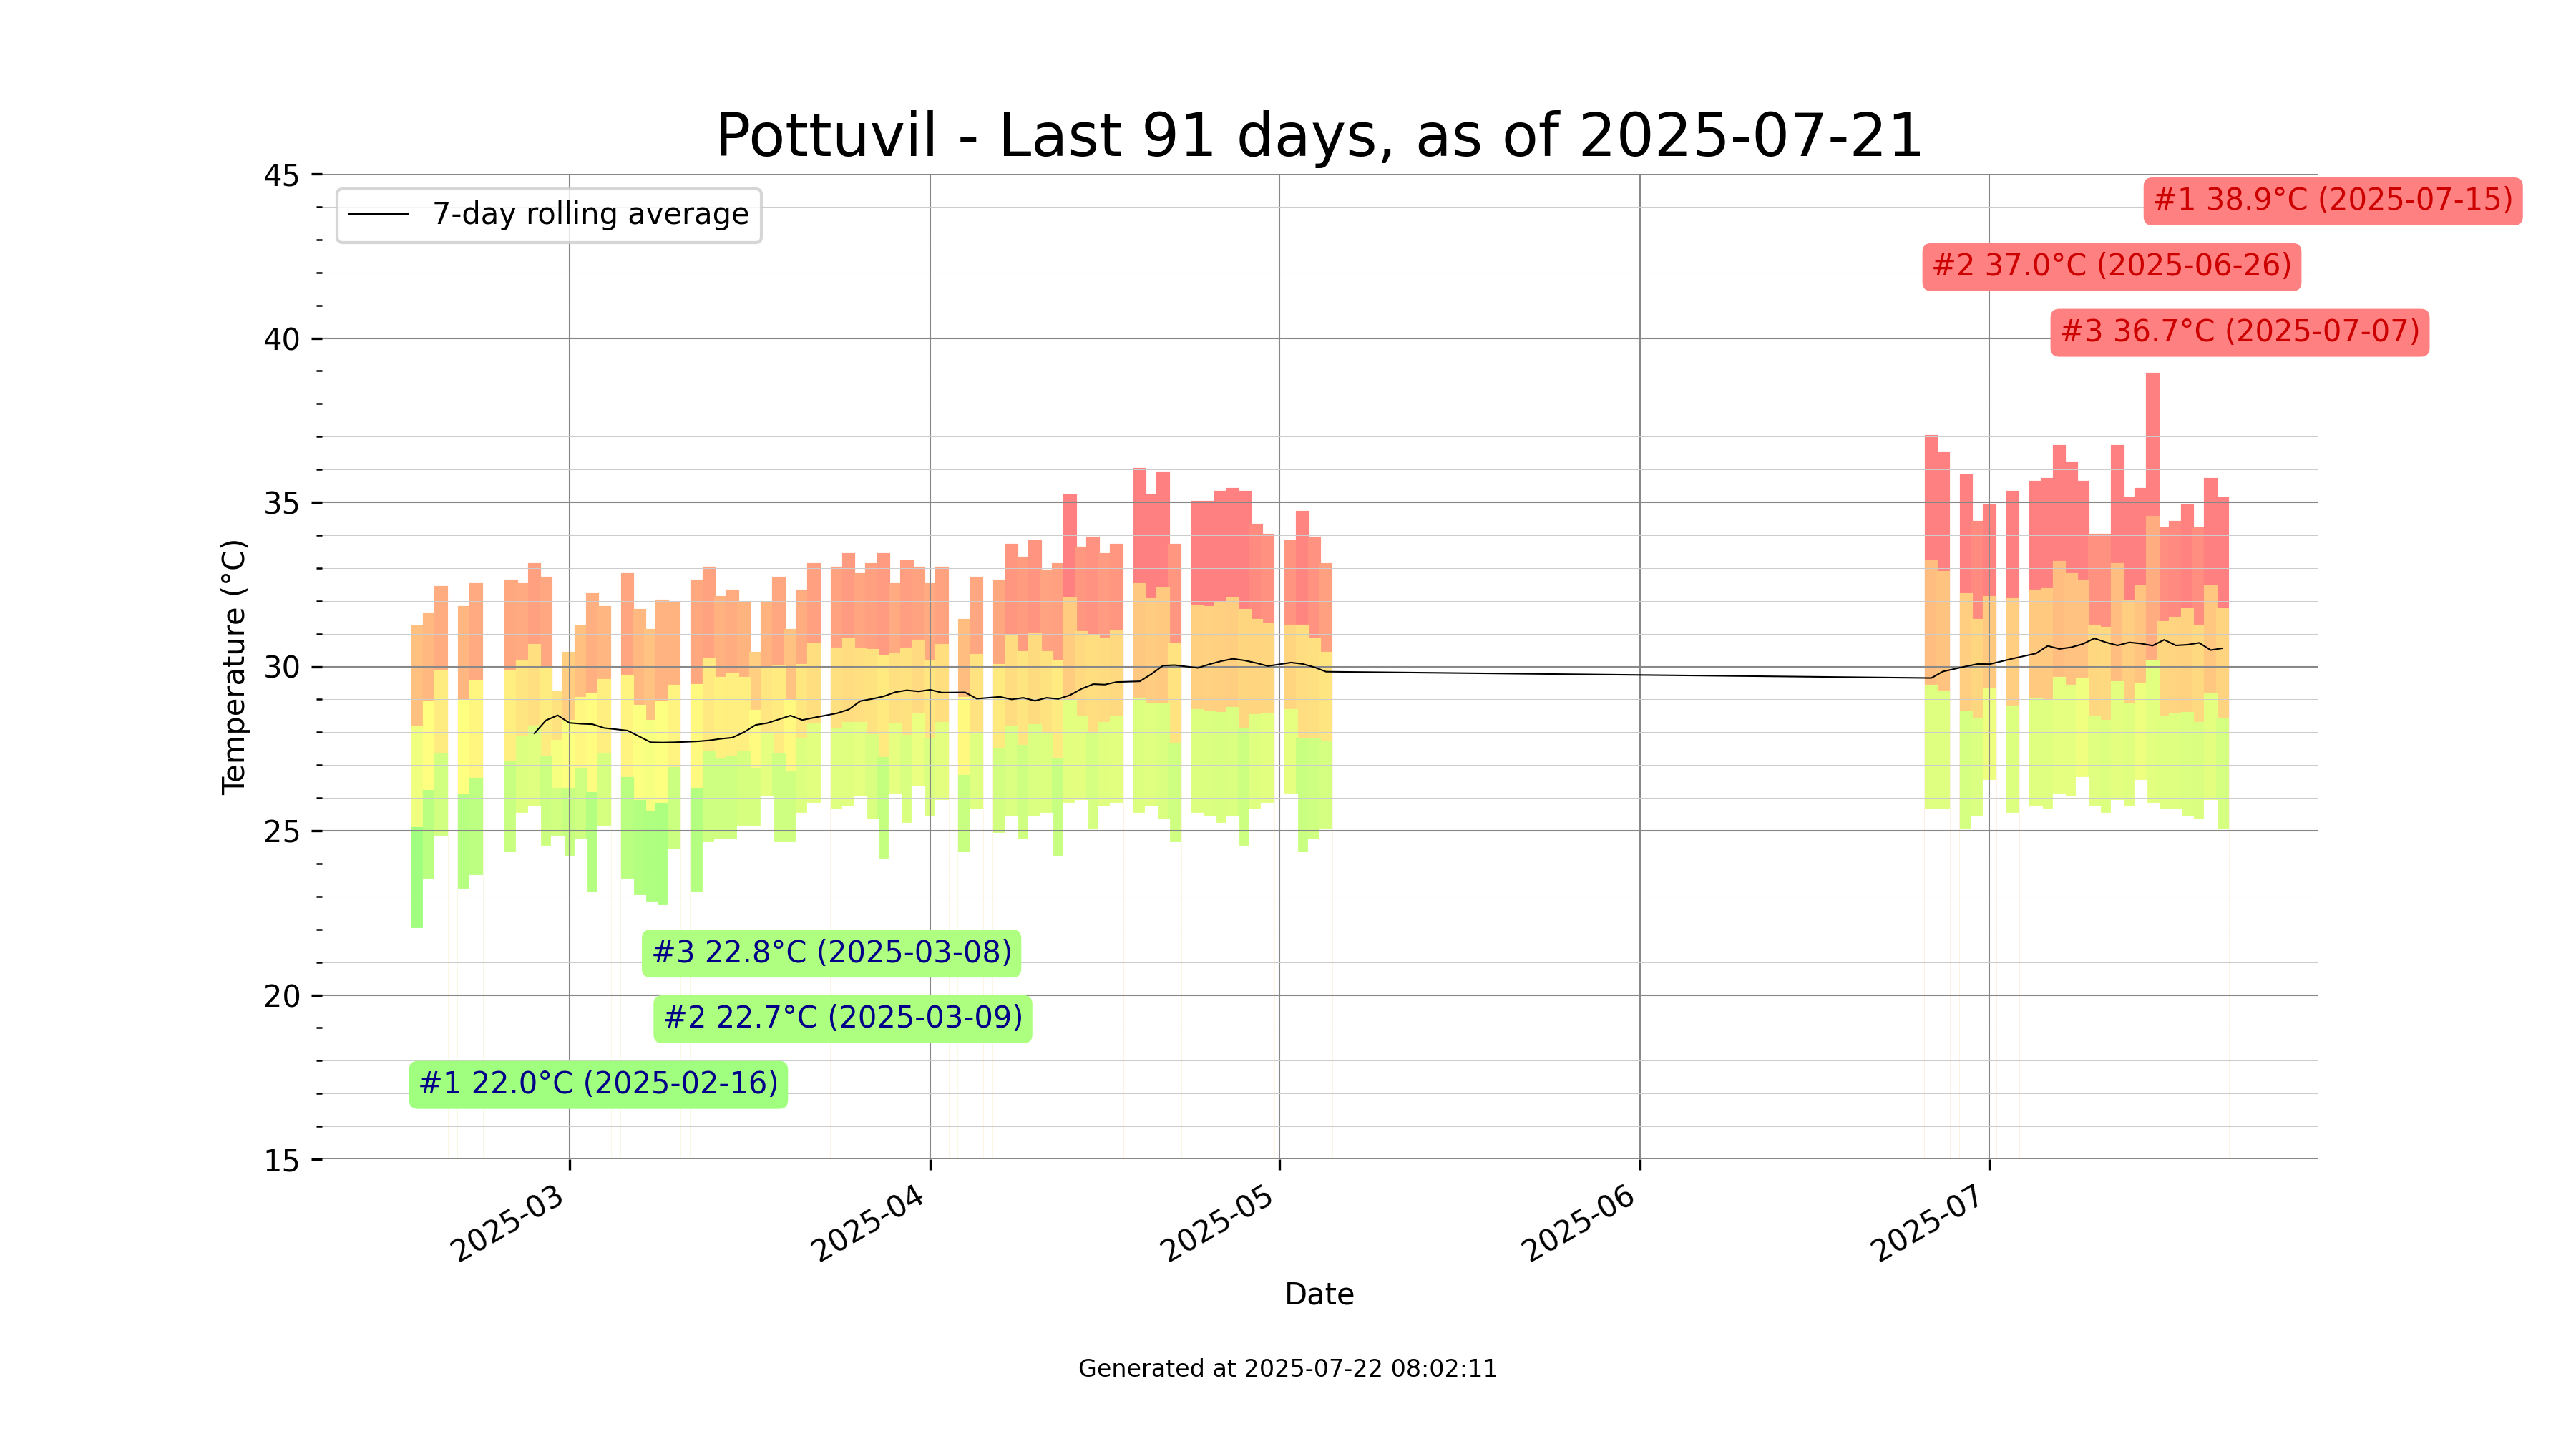 Pottuvil - Last 91 days, as of 2025-07-21
7-day rolling average
#1 38.9°C (2025-07-15)
#2 37.0°C (2025-06-26)
#3 36.7°C (2025-07-07)
45
40
35
30
25
20
15
Temperature (°C)
#3 22.8°C (2025-03-08)
#2 22.7°C (2025-03-09)
#1 22.0°C (2025-02-16)
2025-03
2025-04
2025-05
2025-06
2025-07
Date
Generated at 2025-07-22 08:02:11